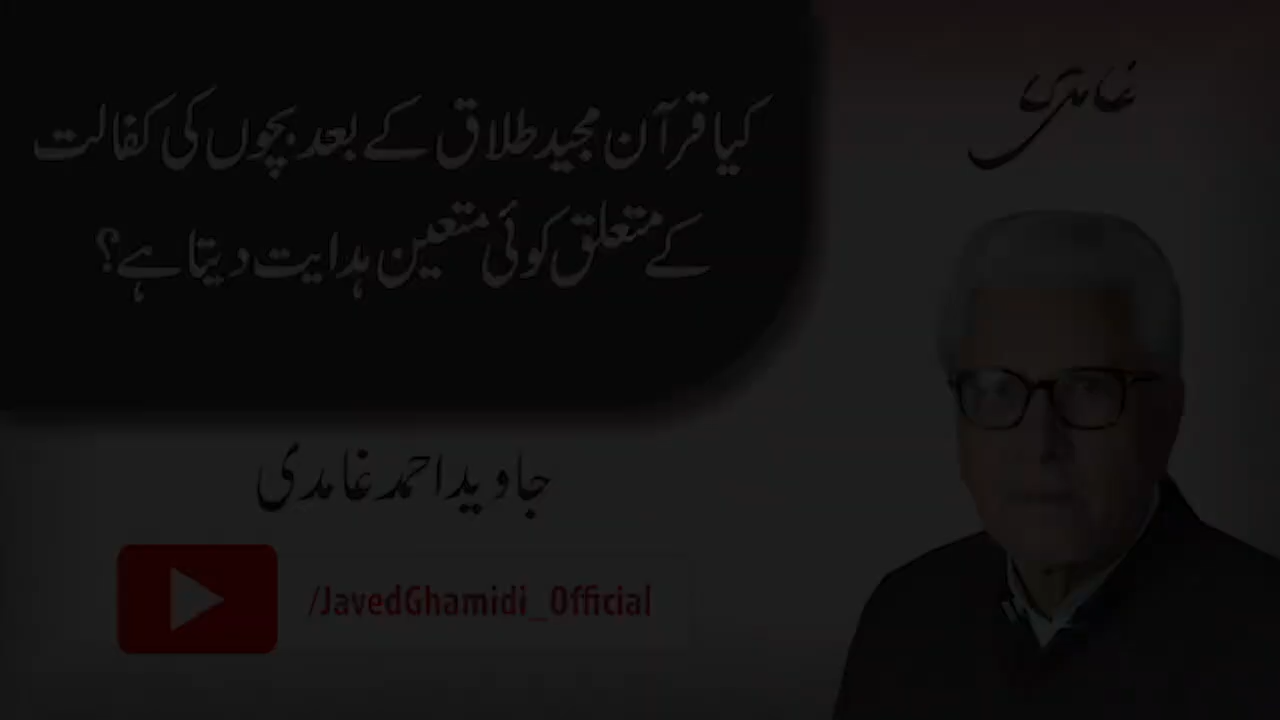 کیا قرآن مجید طلاق کے بعد بچوں کی کفالت
کے متعلق کوئی متعین ہدایت دیتا ہے؟
غامدی
جاوید احمد غامدی
/JavedGhamidi_Official